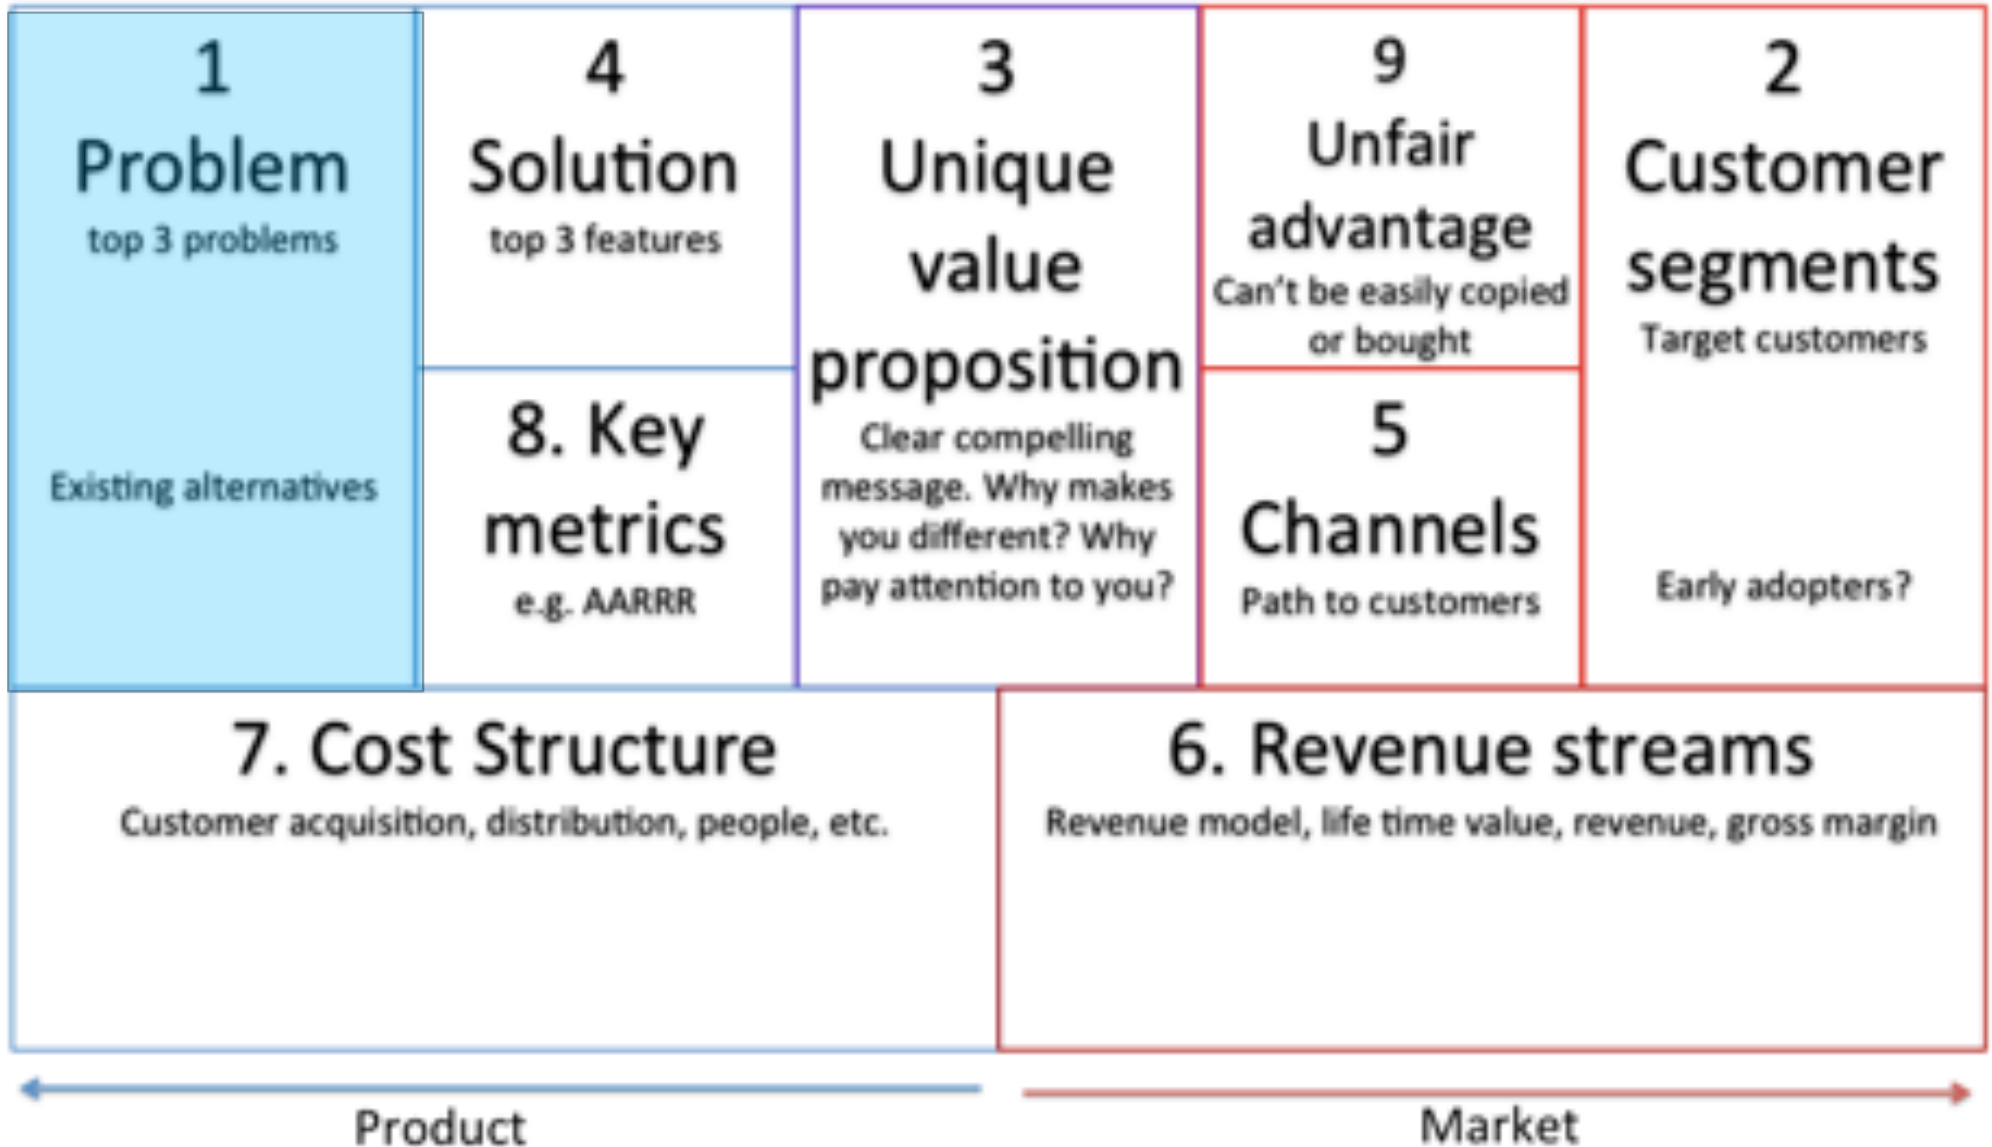 1
Problem
top 3 problems
Existing alternatives
4
Solution
top 3 features
8. Key
metrics
e.g. AARRR
3
Unique
value
proposition
Clear compelling
message. Why makes
you different? Why
pay attention to you?
9
Unfair
advantage
Can't be easily copied
or bought
5
Channels
Path to customers
2
Customer
segments
Target customers
Early adopters?
7. Cost Structure
Customer acquisition, distribution, people, etc.
6. Revenue streams
Revenue model, life time value, revenue, gross margin
Product
Market